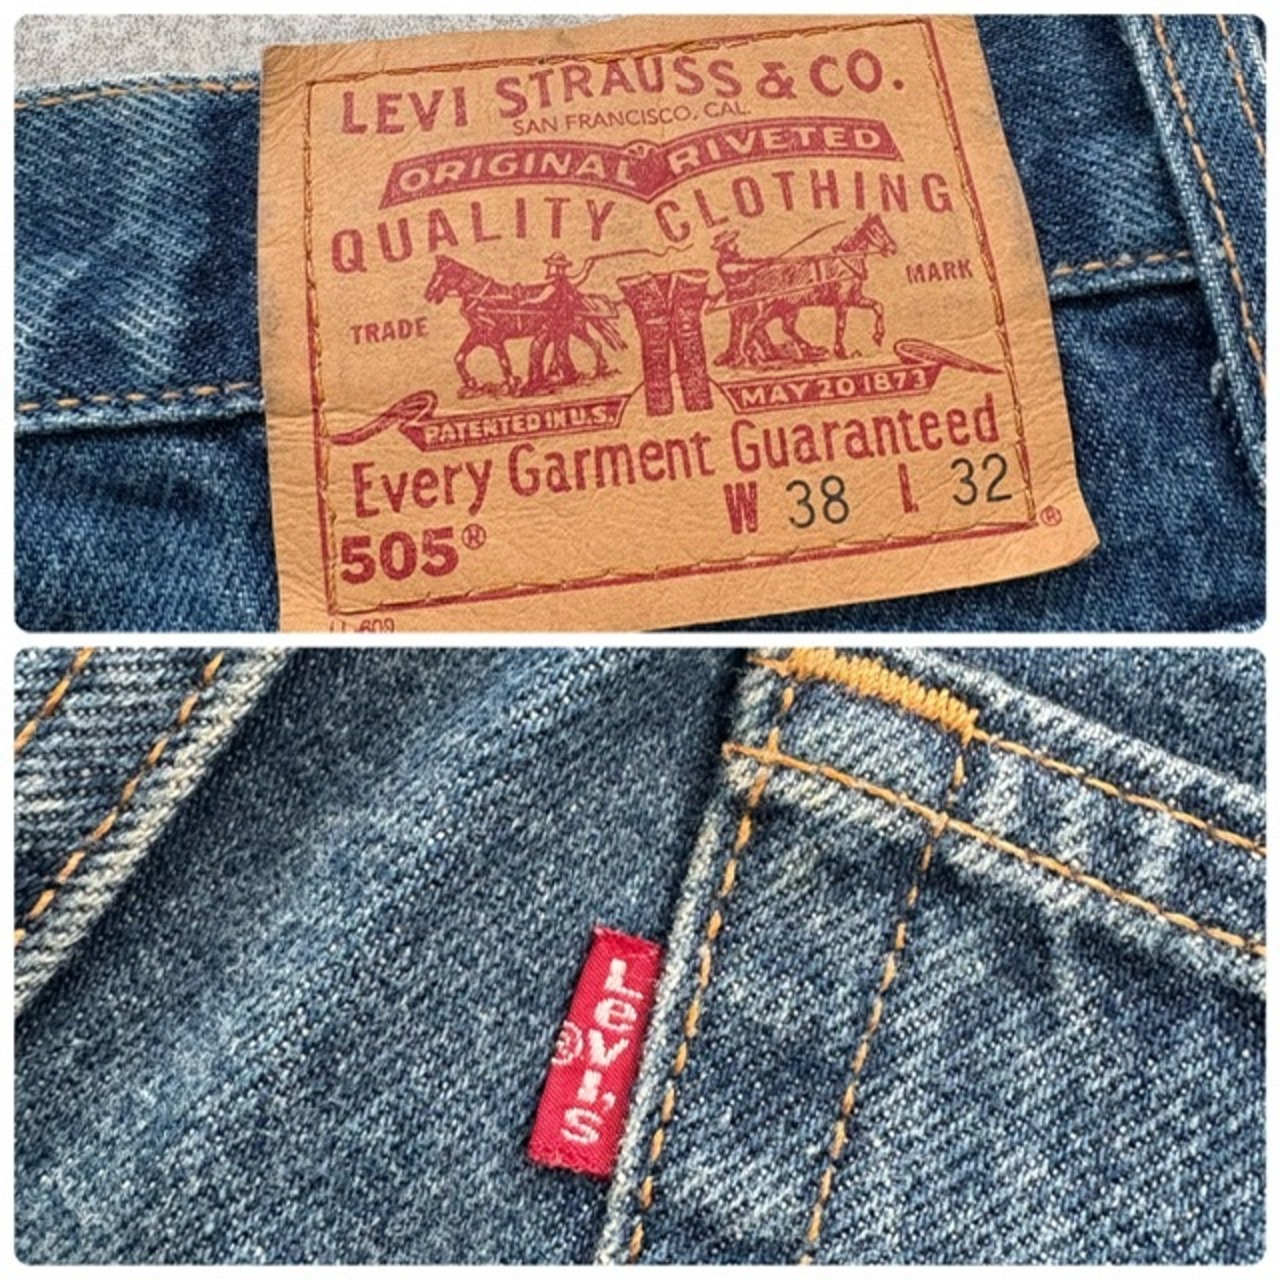 LEVI STRAUSS & CO.
SAN FRANCISCO, CAL.
ORIGINAL RIVETED
QUALITY CLOTHING
TRADE MARK
PATENTED IN U.S. MAY 20 1873
Every Garment Guaranteed
W 38 L 32
505®
®
LEVI'S
®